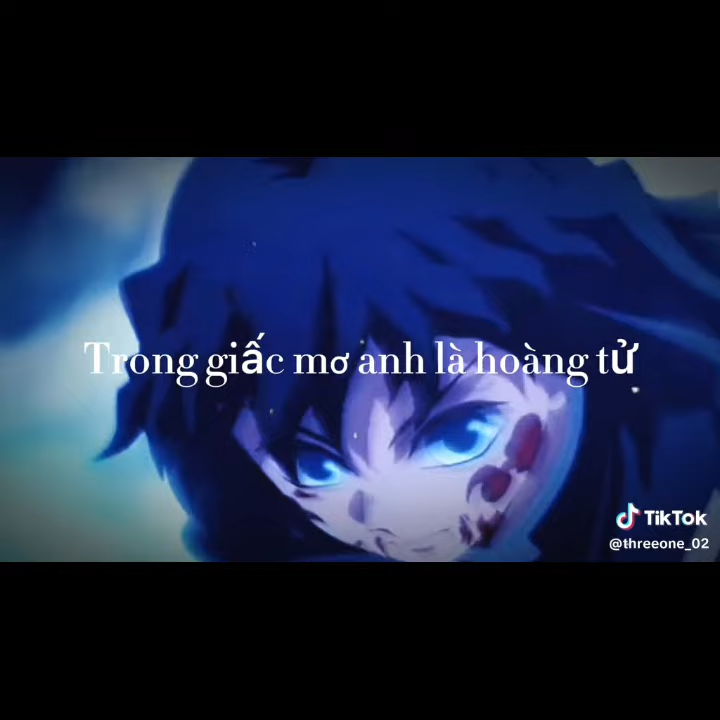 Trong giấc mơ anh là hoàng tử
TikTok
@threeone_02